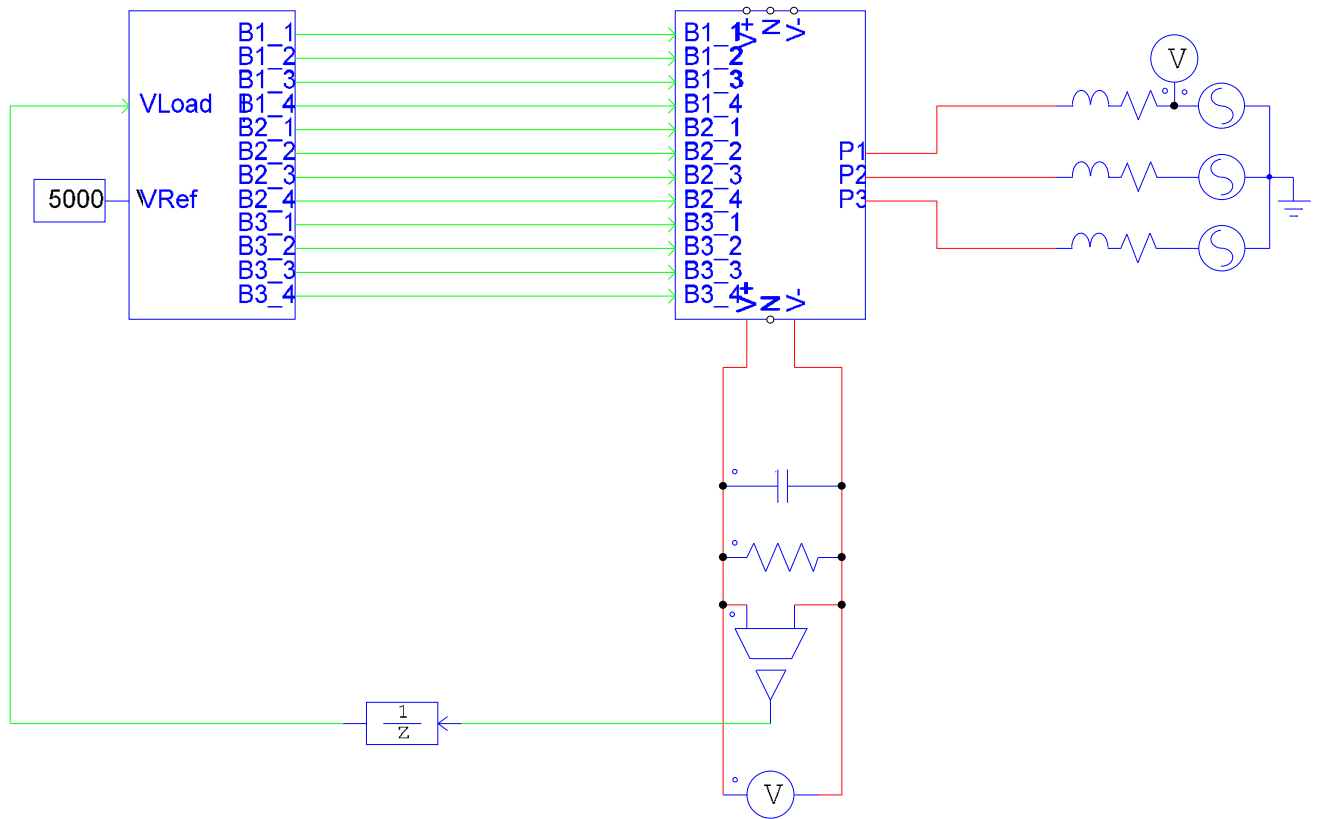 B1_1
B1_2
B1_3
B1_4
B2_1
B2_2
B2_3
B2_4
B3_1
B3_2
B3_3
B3_4
VLoad
VRef
5000
V+ N V-
B1_1
B1_2
B1_3
B1_4
B2_1
B2_2
B2_3
B2_4
B3_1
B3_2
B3_3
B3_4
V+ N V-
P1
P2
P3
V
1
Z
V